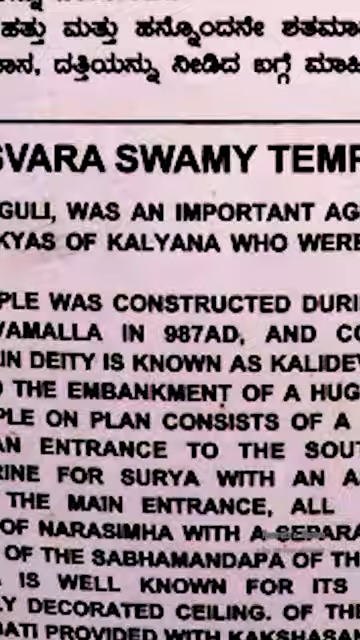 ಹತ್ತು ಮತ್ತು ಹನ್ನೊಂದನೇ ಶತಮಾ
ದತ್ತಿಯನ್ನು ನೀಡಿದ ಬಗ್ಗೆ ಮಾಹಿ
SVARA SWAMY TEMP
GULI, WAS AN IMPORTANT AG
KYAS OF KALYANA WHO WERE
PLE WAS CONSTRUCTED DURI
VAMALLA IN 987AD, AND CO
IN DEITY IS KNOWN AS KALIDEV
THE EMBANKMENT OF A HUG
PLE ON PLAN CONSISTS OF A
AN ENTRANCE TO THE SOUT
RINE FOR SURYA WITH AN A
THE MAIN ENTRANCE, ALL
OF NARASIMHA WITH A SEPARA
OF THE SABHAMANDAPA OF TH
IS WELL KNOWN FOR ITS
LY DECORATED CEILING. OF THE
BATI PROVIDED WITH KAKSHASA